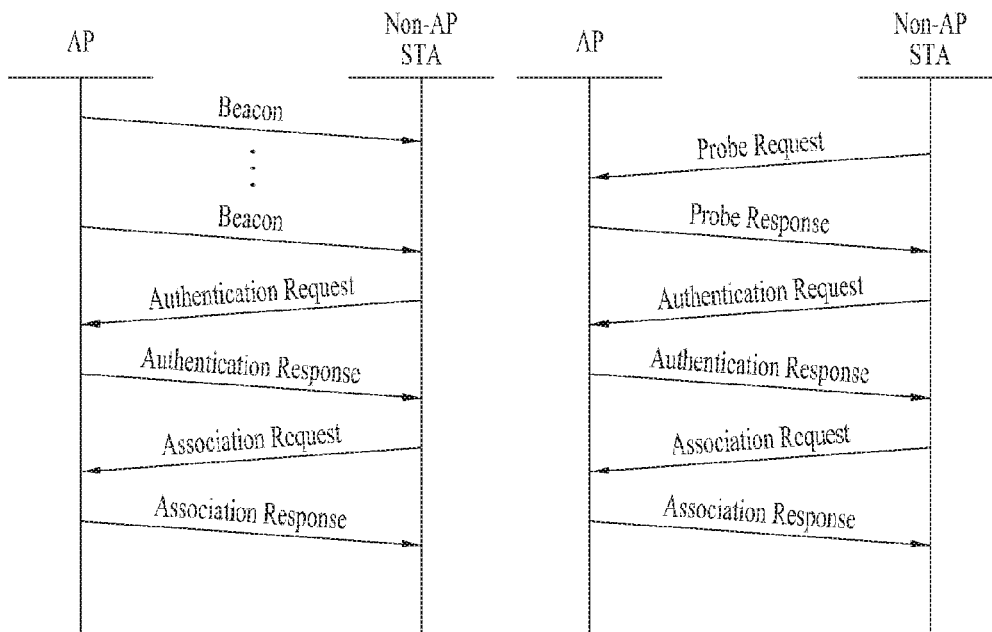 AP
Non-AP
STA
Beacon
Beacon
Authentication Request
Authentication Response
Association Request
Association Response
AP
Non-AP
STA
Probe Request
Probe Response
Authentication Request
Authentication Response
Association Request
Association Response